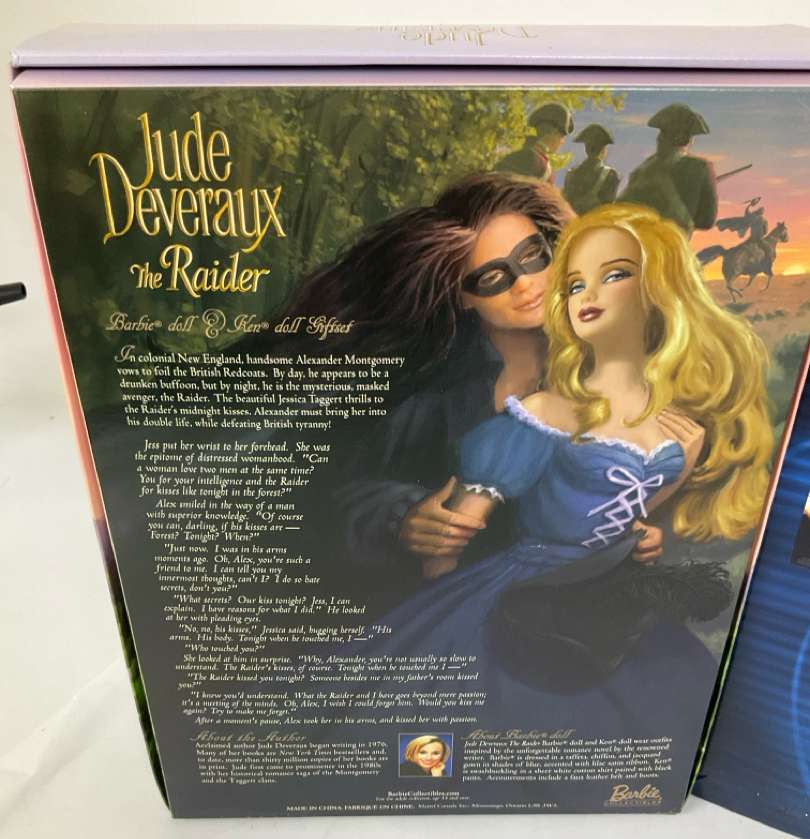 Jude
Deveraux
The Raider
Barbie® doll & Ken® doll Giftset
In colonial New England, handsome Alexander Montgomery
vows to foil the British Redcoats. By day, he appears to be a
drunken buffoon, but by night, he is the mysterious, masked
avenger, the Raider. The beautiful Jessica Taggert thrills to
the Raider's midnight kisses. Alexander must bring her into
his double life, while defeating British tyranny!
Jess put her wrist to her forehead. She was
the epitome of distressed womanhood. "Can
a woman love two men at the same time?
You for your intelligence and the Raider
for kisses like tonight in the forest?"
Alex smiled in the way of a man
with superior knowledge. "Of course
you can, darling, if his kisses are —
Forest? Tonight? When?"
"Just now. I was in his arms
moments ago. Oh, Alex, you're such a
friend to me. I can tell you my
innermost thoughts, can't I? I do so hate
secrets, don't you?"
"What secrets? Our kiss tonight? Jess, I can
explain. I have reasons for what I did." He looked
at her with pleading eyes.
"No, no, his kisses," Jessica said, hugging herself. "His
arms. His body. Tonight when he touched me, I —"
"Who touched you?"
She looked at him in surprise. "Why, Alexander, you're not usually so slow to
understand. The Raider's kisses, of course. Tonight when he touched me I —"
"The Raider kissed you tonight? Someone besides me in my father's room kissed
you?"
"I knew you'd understand. What the Raider and I have goes beyond mere passion;
it's a meeting of the minds. Oh, Alex, I wish I could forget him. Would you kiss me
again? Try to make me forget."
After a moment's pause, Alex took her in his arms, and kissed her with passion.
About the Author
Acclaimed author Jude Deveraux began writing in 1976.
Many of her books are New York Times bestsellers and,
to date, more than thirty million copies of her books are
in print. Jude first came to prominence in the 1980s
with her historical romance saga of the Montgomery
and the Taggert clans.
About Barbie® doll
Jude Deveraux The Raider Barbie® doll and Ken® doll wear outfits
inspired by the unforgettable romance novel by the renowned
writer. Barbie® is dressed in a taffeta, chiffon, and jacquard
gown in shades of blue, accented with lilac satin ribbon. Ken®
is swashbuckling in a sheer white cotton shirt paired with black
pants. Accoutrements include a faux leather belt and boots.
BarbieCollectibles.com
For the adult collector, age 14 and over.
MADE IN CHINA. FABRIQUÉ EN CHINE. Mattel Canada Inc., Mississauga, Ontario L5R 3W2.
Barbie
COLLECTIBLES